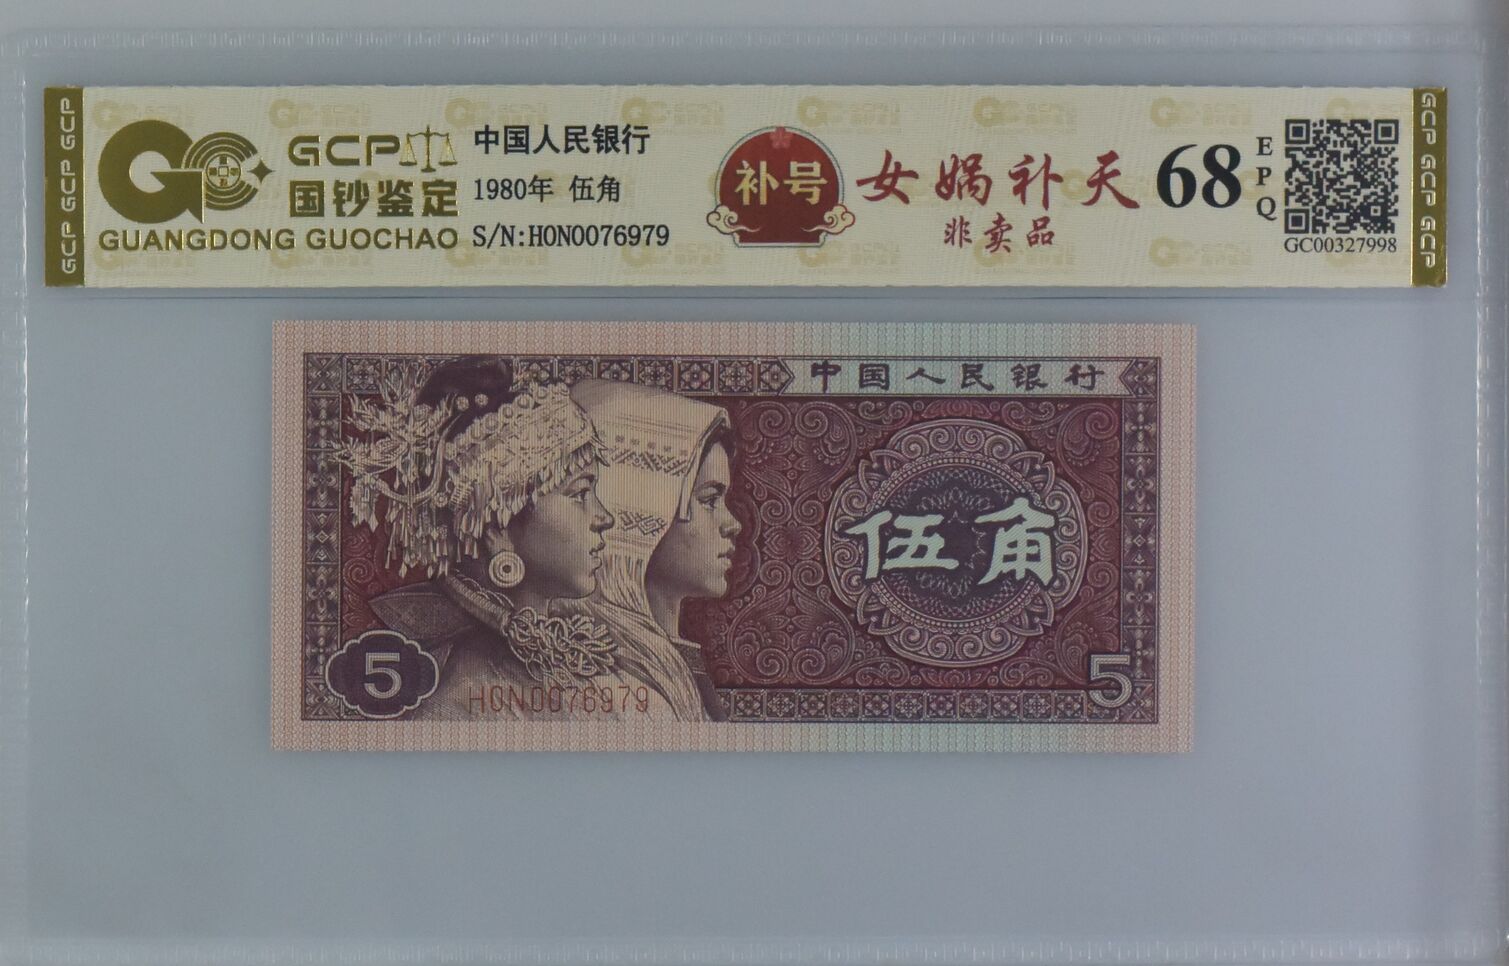 GCP GCP GCP
GCP
国钞鉴定
GUANGDONG GUOCHAO
中国人民银行
1980年 伍角
S/N:H0N0076979
补号
女娲补天
非卖品
68
EPQ
GC00327998
GCP GCP GCP
中国人民银行
伍角
5
H0N0076979
5